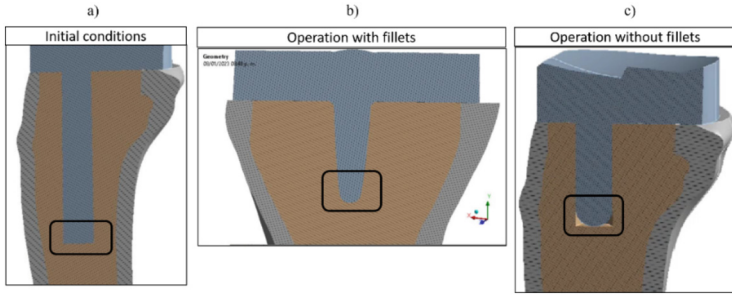 a)
b)
c)
Initial conditions
Operation with fillets
Operation without fillets
Geometry